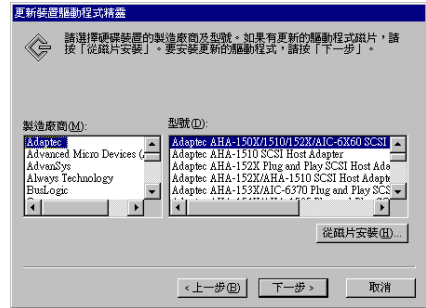 更新裝置驅動程式精靈
請選擇硬碟裝置的製造廠商及型號。如果有更新的驅動程式磁片，請
按「從磁片安裝」。要安裝更新的驅動程式，請按「下一步」。
製造廠商(M):
Adaptec
Advanced Micro Devices (
AdvanSys
Always Technology
BusLogic
型號(D):
Adaptec AHA-150X/1510/152X/AIC-6X60 SCSI
Adaptec AHA-1510 SCSI Host Adapter
Adaptec AHA-152X Plug and Play SCSI Host Ada
Adaptec AHA-152X/AHA-1510 SCSI Host Adapt
Adaptec AHA-153X/AIC-6370 Plug and Play SCS
從磁片安裝(H)...
<上一步(B)
下一步 >
取消